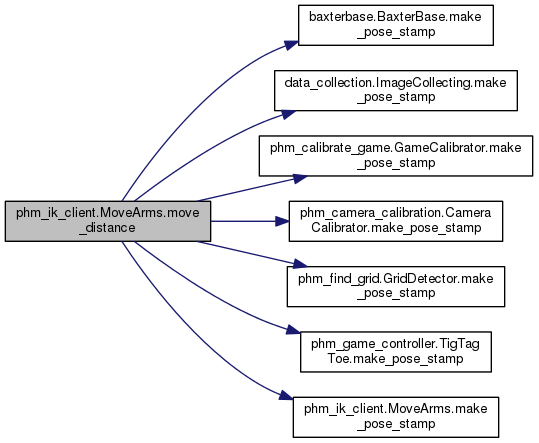 baxterbase.BaxterBase.make
_pose_stamp
data_collection.ImageCollecting.make
_pose_stamp
phm_calibrate_game.GameCalibrator.make
_pose_stamp
phm_ik_client.MoveArms.move
_distance
phm_camera_calibration.Camera
Calibrator.make_pose_stamp
phm_find_grid.GridDetector.make
_pose_stamp
phm_game_controller.TigTag
Toe.make_pose_stamp
phm_ik_client.MoveArms.make
_pose_stamp